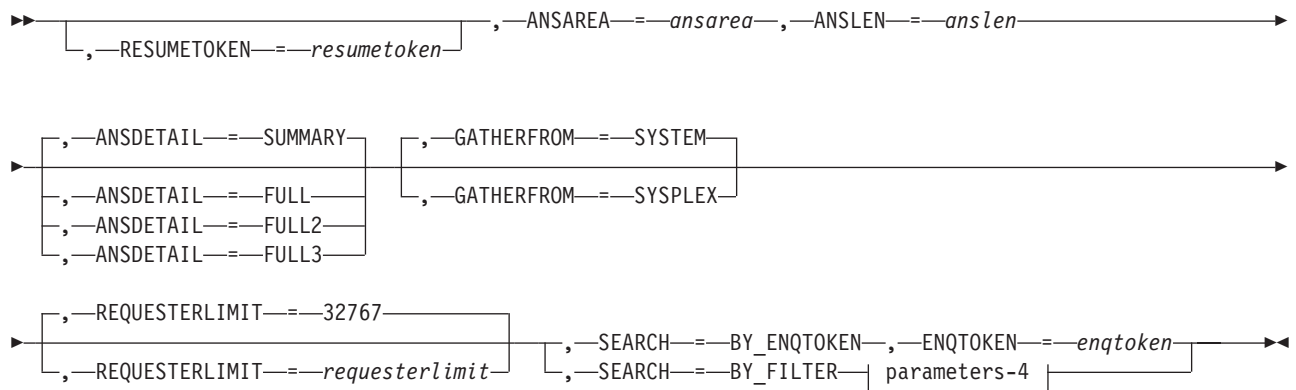 , ANSAREA = ansarea , ANSLEN = anslen
, RESUMETOKEN = resumetoken
, ANSDETAIL = SUMMARY , GATHERFROM = SYSTEM
, ANSDETAIL = FULL , GATHERFROM = SYSPLEX
, ANSDETAIL = FULL2
, ANSDETAIL = FULL3
, REQUESTERLIMIT = 32767
, SEARCH = BY_ENQTOKEN , ENQTOKEN = enqtoken
, REQUESTERLIMIT = requesterlimit , SEARCH = BY_FILTER parameters-4